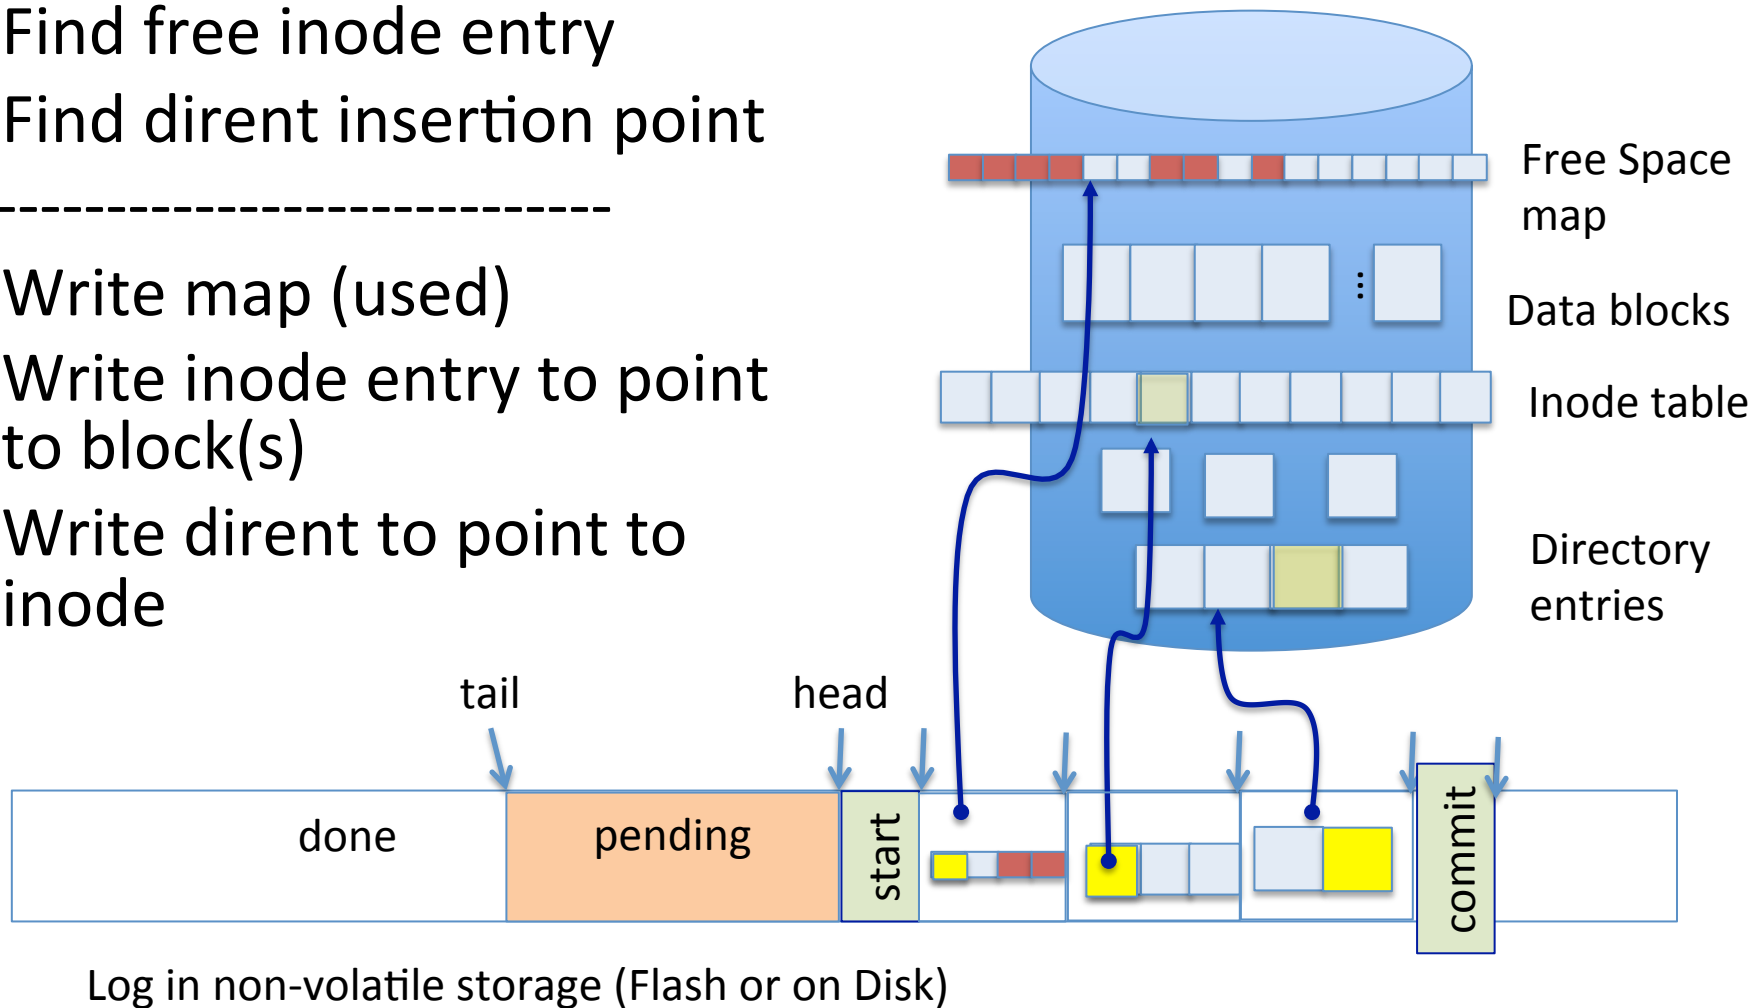 Find free inode entry
Find dirent insertion point
------------------------------
Write map (used)
Write inode entry to point
to block(s)
Write dirent to point to
inode
Free Space
map
...
Data blocks
Inode table
Directory
entries
tail
head
done
pending
start
commit
Log in non-volatile storage (Flash or on Disk)